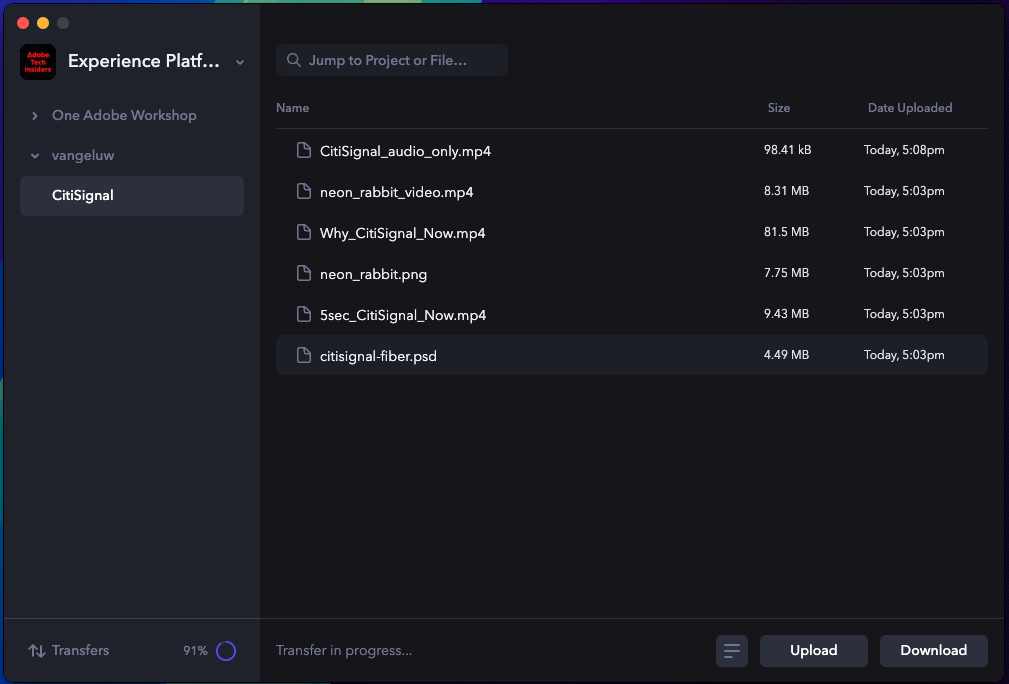 Adobe
Tech
Insiders
Experience Platf...
One Adobe Workshop
vangeluw
CitiSignal
Jump to Project or File...
Name Size Date Uploaded
CitiSignal_audio_only.mp4 98.41 kB Today, 5:08pm
neon_rabbit_video.mp4 8.31 MB Today, 5:03pm
Why_CitiSignal_Now.mp4 81.5 MB Today, 5:03pm
neon_rabbit.png 7.75 MB Today, 5:03pm
5sec_CitiSignal_Now.mp4 9.43 MB Today, 5:03pm
citisignal-fiber.psd 4.49 MB Today, 5:03pm
Transfers 91% Transfer in progress... Upload Download